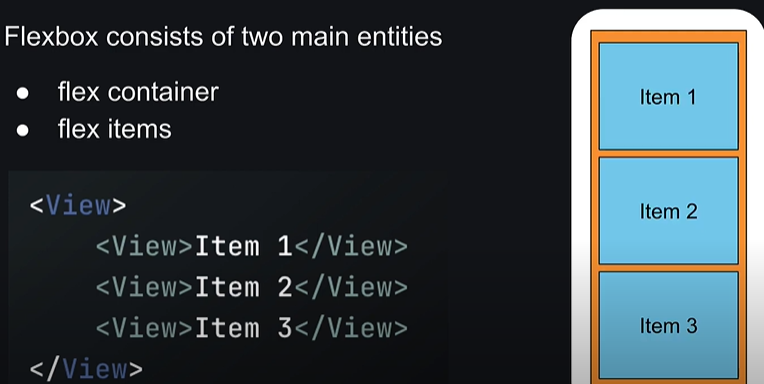 Flexbox consists of two main entities
● flex container
● flex items
<View>
<View>Item 1</View>
<View>Item 2</View>
<View>Item 3</View>
</View>
Item 1
Item 2
Item 3